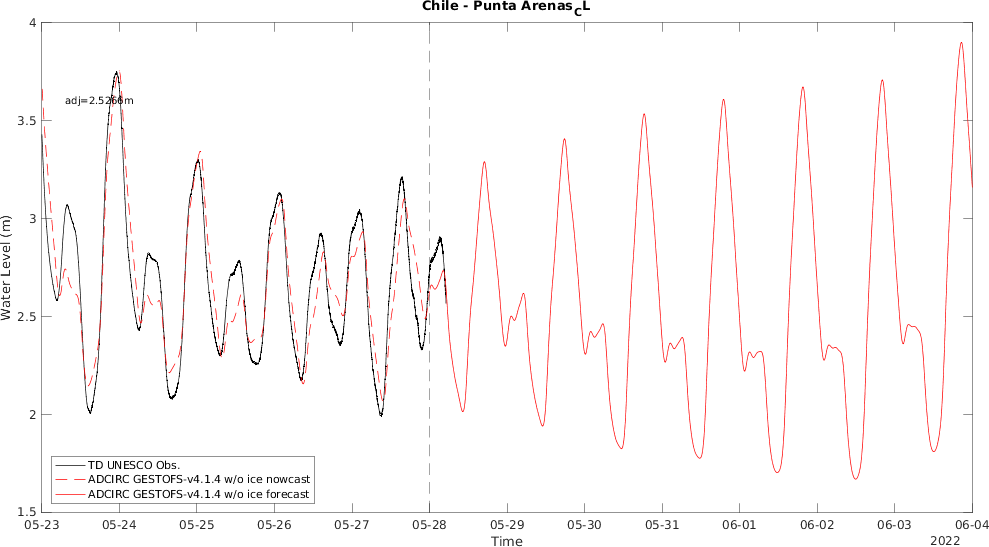 Chile - Punta Arenas_CL
adj=2.5266m
4
3.5
3
2.5
2
1.5
Water Level (m)
TD UNESCO Obs.
ADCIRC GESTOFS-v4.1.4 w/o ice nowcast
ADCIRC GESTOFS-v4.1.4 w/o ice forecast
05-23 05-24 05-25 05-26 05-27 05-28 05-29 05-30 05-31 06-01 06-02 06-03 06-04
Time
2022